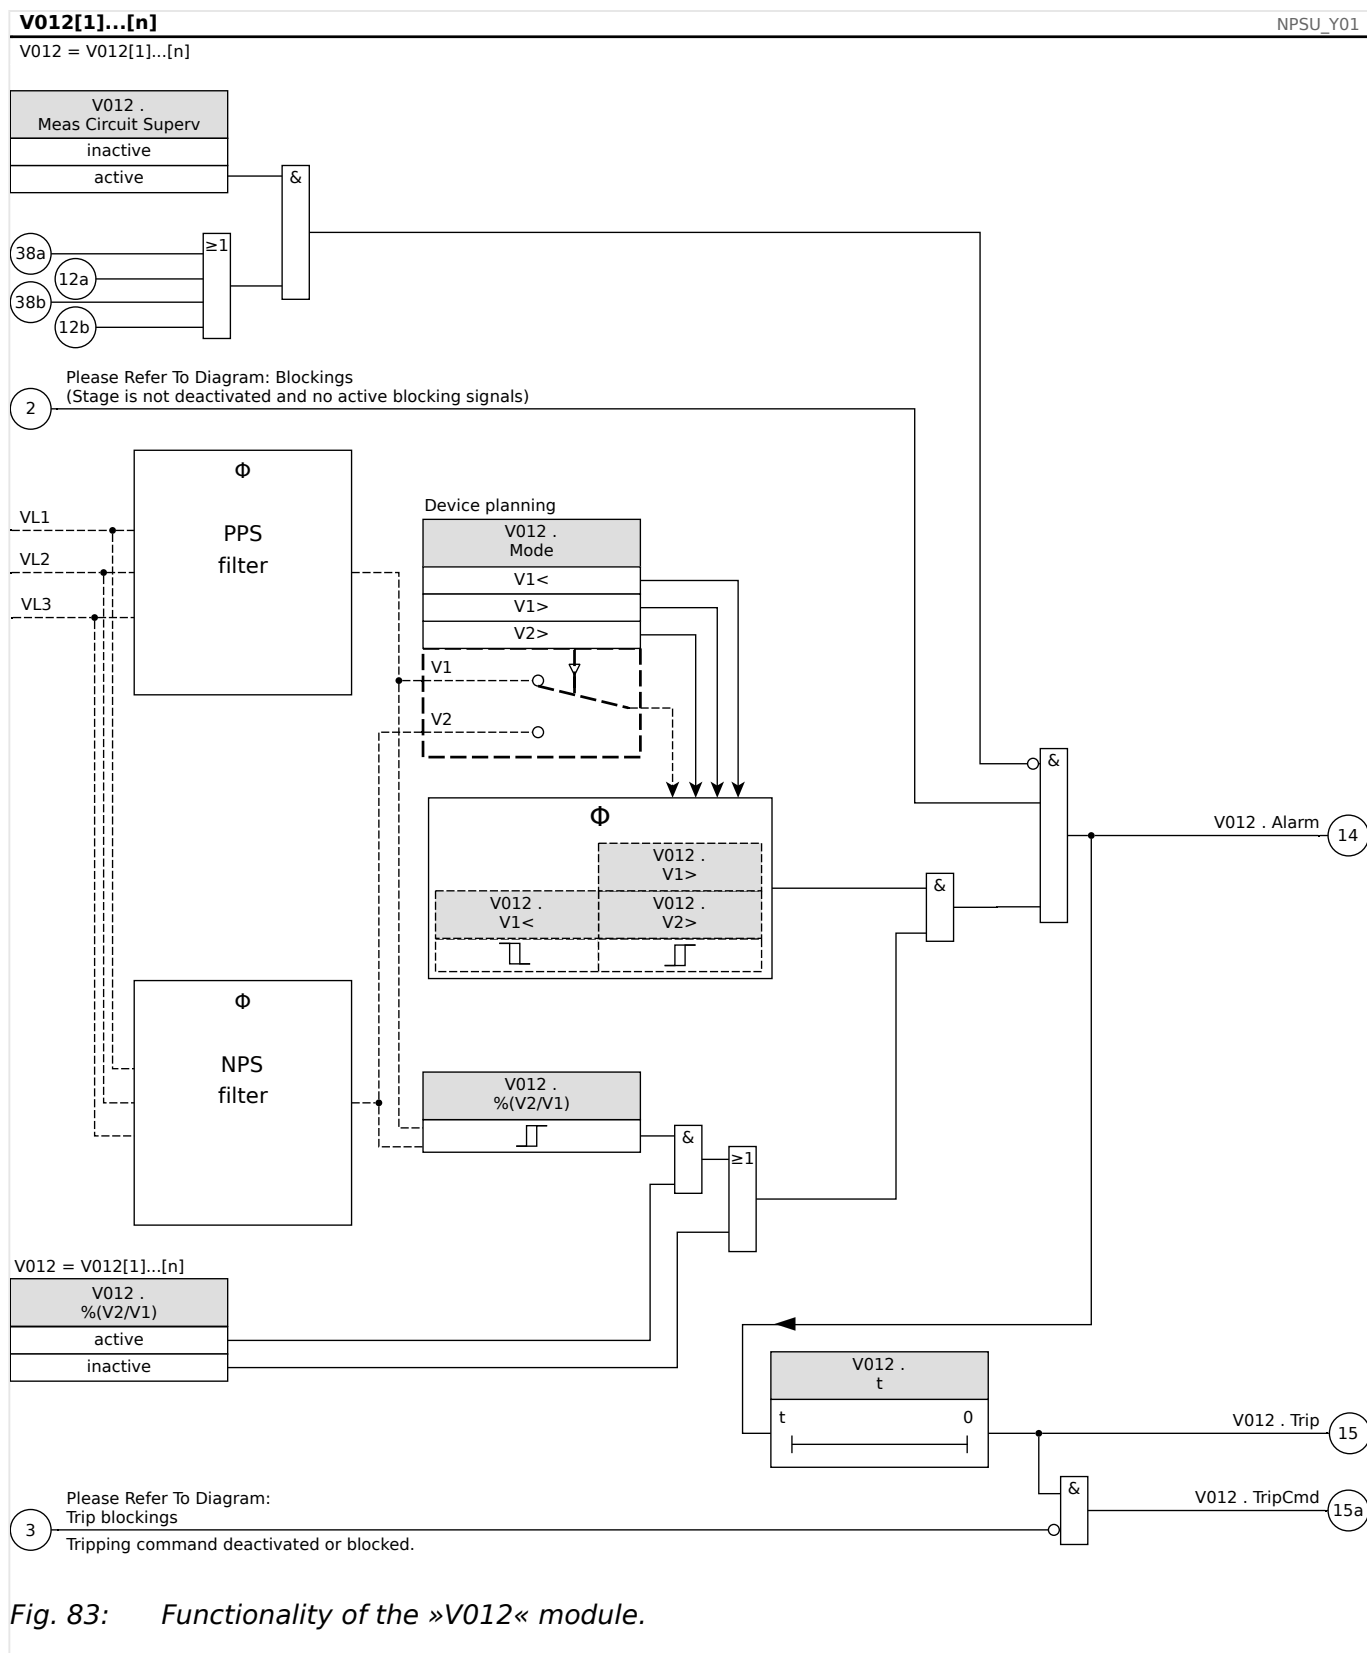 V012[1]...[n]
NPSU_Y01
V012 = V012[1]...[n]
V012 .
Meas Circuit Superv
inactive
active
&
≥1
38a
12a
38b
12b
Please Refer To Diagram: Blockings
(Stage is not deactivated and no active blocking signals)
2
Φ
PPS
filter
VL1
VL2
VL3
Device planning
V012 .
Mode
V1<
V1>
V2>
V1
V2
&
Φ
V012 .
V1>
V012 .
V1<
V012 .
V2>
&
V012 . Alarm
14
Φ
NPS
filter
V012 .
%(V2/V1)
&
≥1
V012 = V012[1]...[n]
V012 .
%(V2/V1)
active
inactive
V012 .
t
t
0
V012 . Trip
15
&
V012 . TripCmd
15a
Please Refer To Diagram:
Trip blockings
3
Tripping command deactivated or blocked.
Fig. 83: Functionality of the »V012« module.